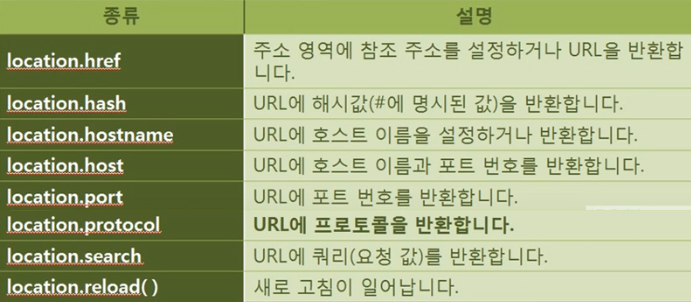 종류 설명
location.href 주소 영역에 참조 주소를 설정하거나 URL을 반환합
니다.
location.hash URL에 해시값(#에 명시된 값)을 반환합니다.
location.hostname URL에 호스트 이름을 설정하거나 반환합니다.
location.host URL에 호스트 이름과 포트 번호를 반환합니다.
location.port URL에 포트 번호를 반환합니다.
location.protocol URL에 프로토콜을 반환합니다.
location.search URL에 쿼리(요청 값)를 반환합니다.
location.reload( ) 새로 고침이 일어납니다.